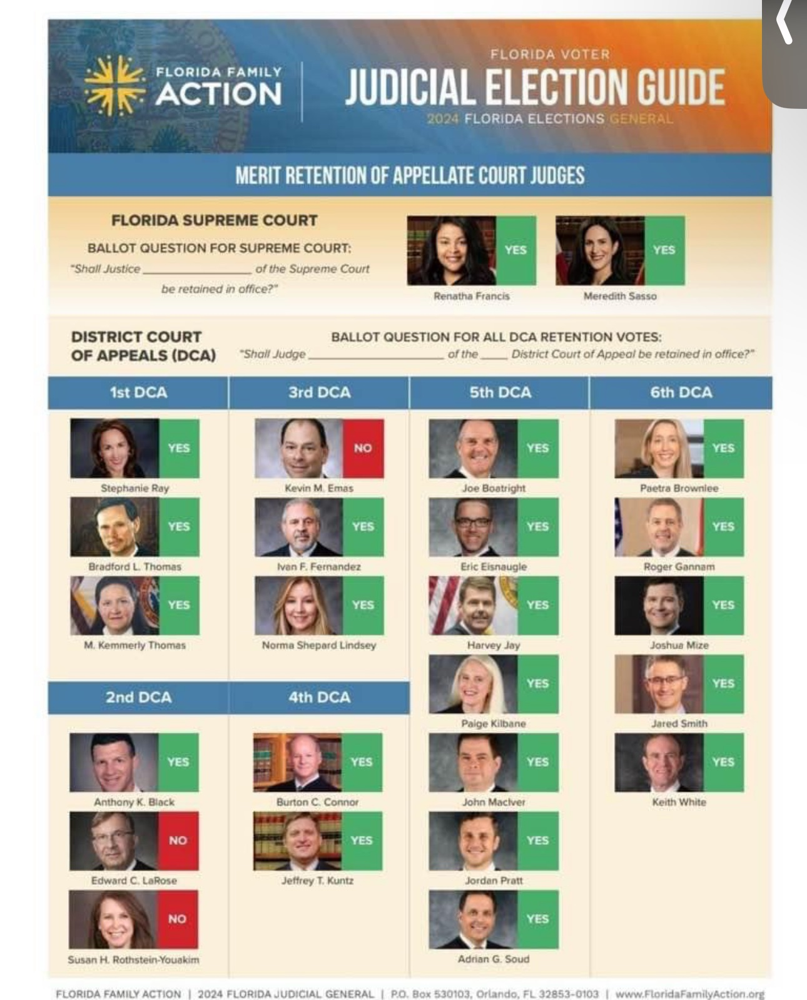 FLORIDA FAMILY
ACTION
FLORIDA VOTER
JUDICIAL ELECTION GUIDE
2024 FLORIDA ELECTIONS GENERAL
MERIT RETENTION OF APPELLATE COURT JUDGES
FLORIDA SUPREME COURT
BALLOT QUESTION FOR SUPREME COURT:
"Shall Justice ____________ of the Supreme Court
be retained in office?"
YES
Renatha Francis
YES
Meredith Sasso
DISTRICT COURT
OF APPEALS (DCA)
BALLOT QUESTION FOR ALL DCA RETENTION VOTES:
"Shall Judge ____________ of the ____ District Court of Appeal be retained in office?"
1st DCA
YES
Stephanie Ray
YES
Bradford L. Thomas
YES
M. Kemmerly Thomas
2nd DCA
YES
Anthony K. Black
NO
Edward C. LaRose
NO
Susan H. Rothstein-Youakim
3rd DCA
NO
Kevin M. Emas
YES
Ivan F. Fernandez
YES
Norma Shepard Lindsey
4th DCA
YES
Burton C. Connor
YES
Jeffrey T. Kuntz
5th DCA
YES
Joe Boatright
YES
Eric Eisnaugle
YES
Harvey Jay
YES
Paige Kilbane
YES
John MacIver
YES
Jordan Pratt
YES
Adrian G. Soud
6th DCA
YES
Paetra Brownlee
YES
Roger Gannam
YES
Joshua Mize
YES
Jared Smith
YES
Keith White
FLORIDA FAMILY ACTION | 2024 FLORIDA JUDICIAL GENERAL | P.O. Box 530103, Orlando, FL 32853-0103 | www.FloridaFamilyAction.org